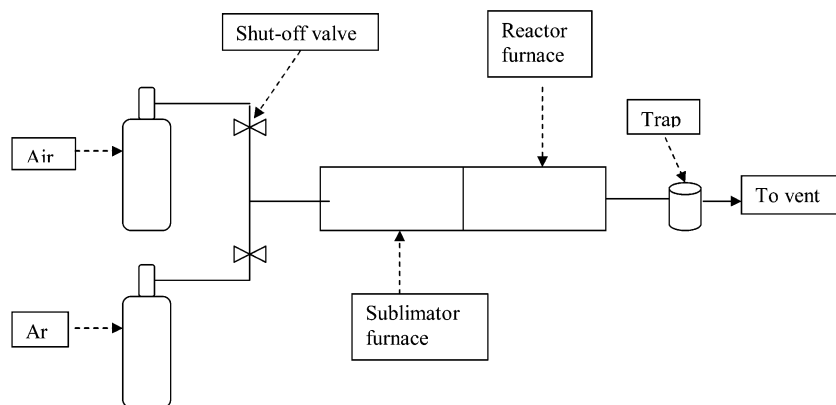 Shut-off valve
Reactor
furnace
Air
Trap
To vent
Ar
Sublimator
furnace